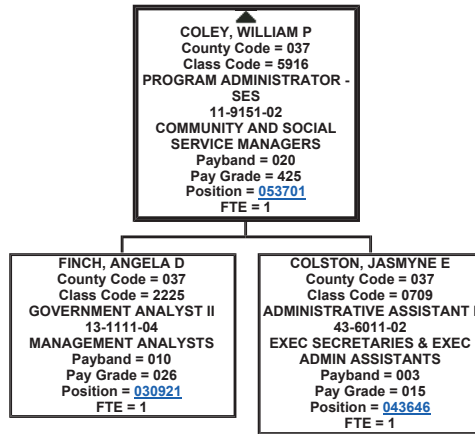 COLEY, WILLIAM P
County Code = 037
Class Code = 5916
PROGRAM ADMINISTRATOR -
SES
11-9151-02
COMMUNITY AND SOCIAL
SERVICE MANAGERS
Payband = 020
Pay Grade = 425
Position = 053701
FTE = 1
FINCH, ANGELA D
County Code = 037
Class Code = 2225
GOVERNMENT ANALYST II
13-1111-04
MANAGEMENT ANALYSTS
Payband = 010
Pay Grade = 026
Position = 030921
FTE = 1
COLSTON, JASMYNE E
County Code = 037
Class Code = 0709
ADMINISTRATIVE ASSISTANT
43-6011-02
EXEC SECRETARIES & EXEC
ADMIN ASSISTANTS
Payband = 003
Pay Grade = 015
Position = 043646
FTE = 1